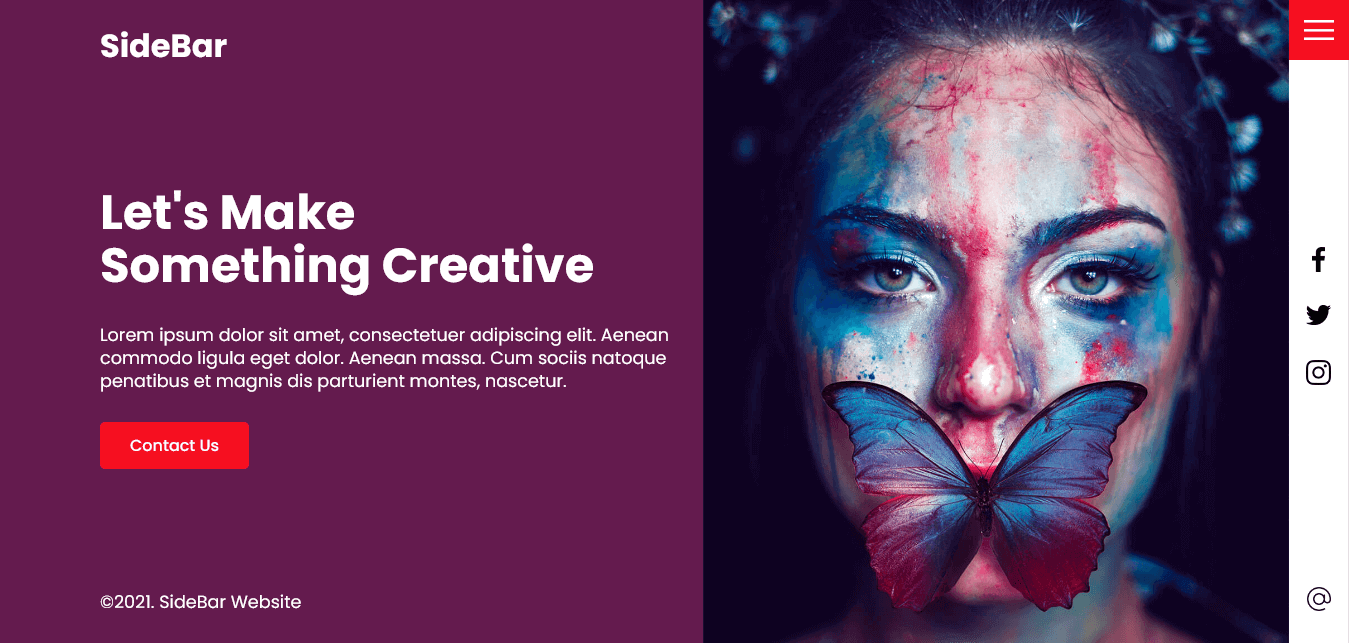 SideBar
Let's Make
Something Creative
Lorem ipsum dolor sit amet, consectetuer adipiscing elit. Aenean
commodo ligula eget dolor. Aenean massa. Cum sociis natoque
penatibus et magnis dis parturient montes, nascetur.
Contact Us
©2021. SideBar Website
@